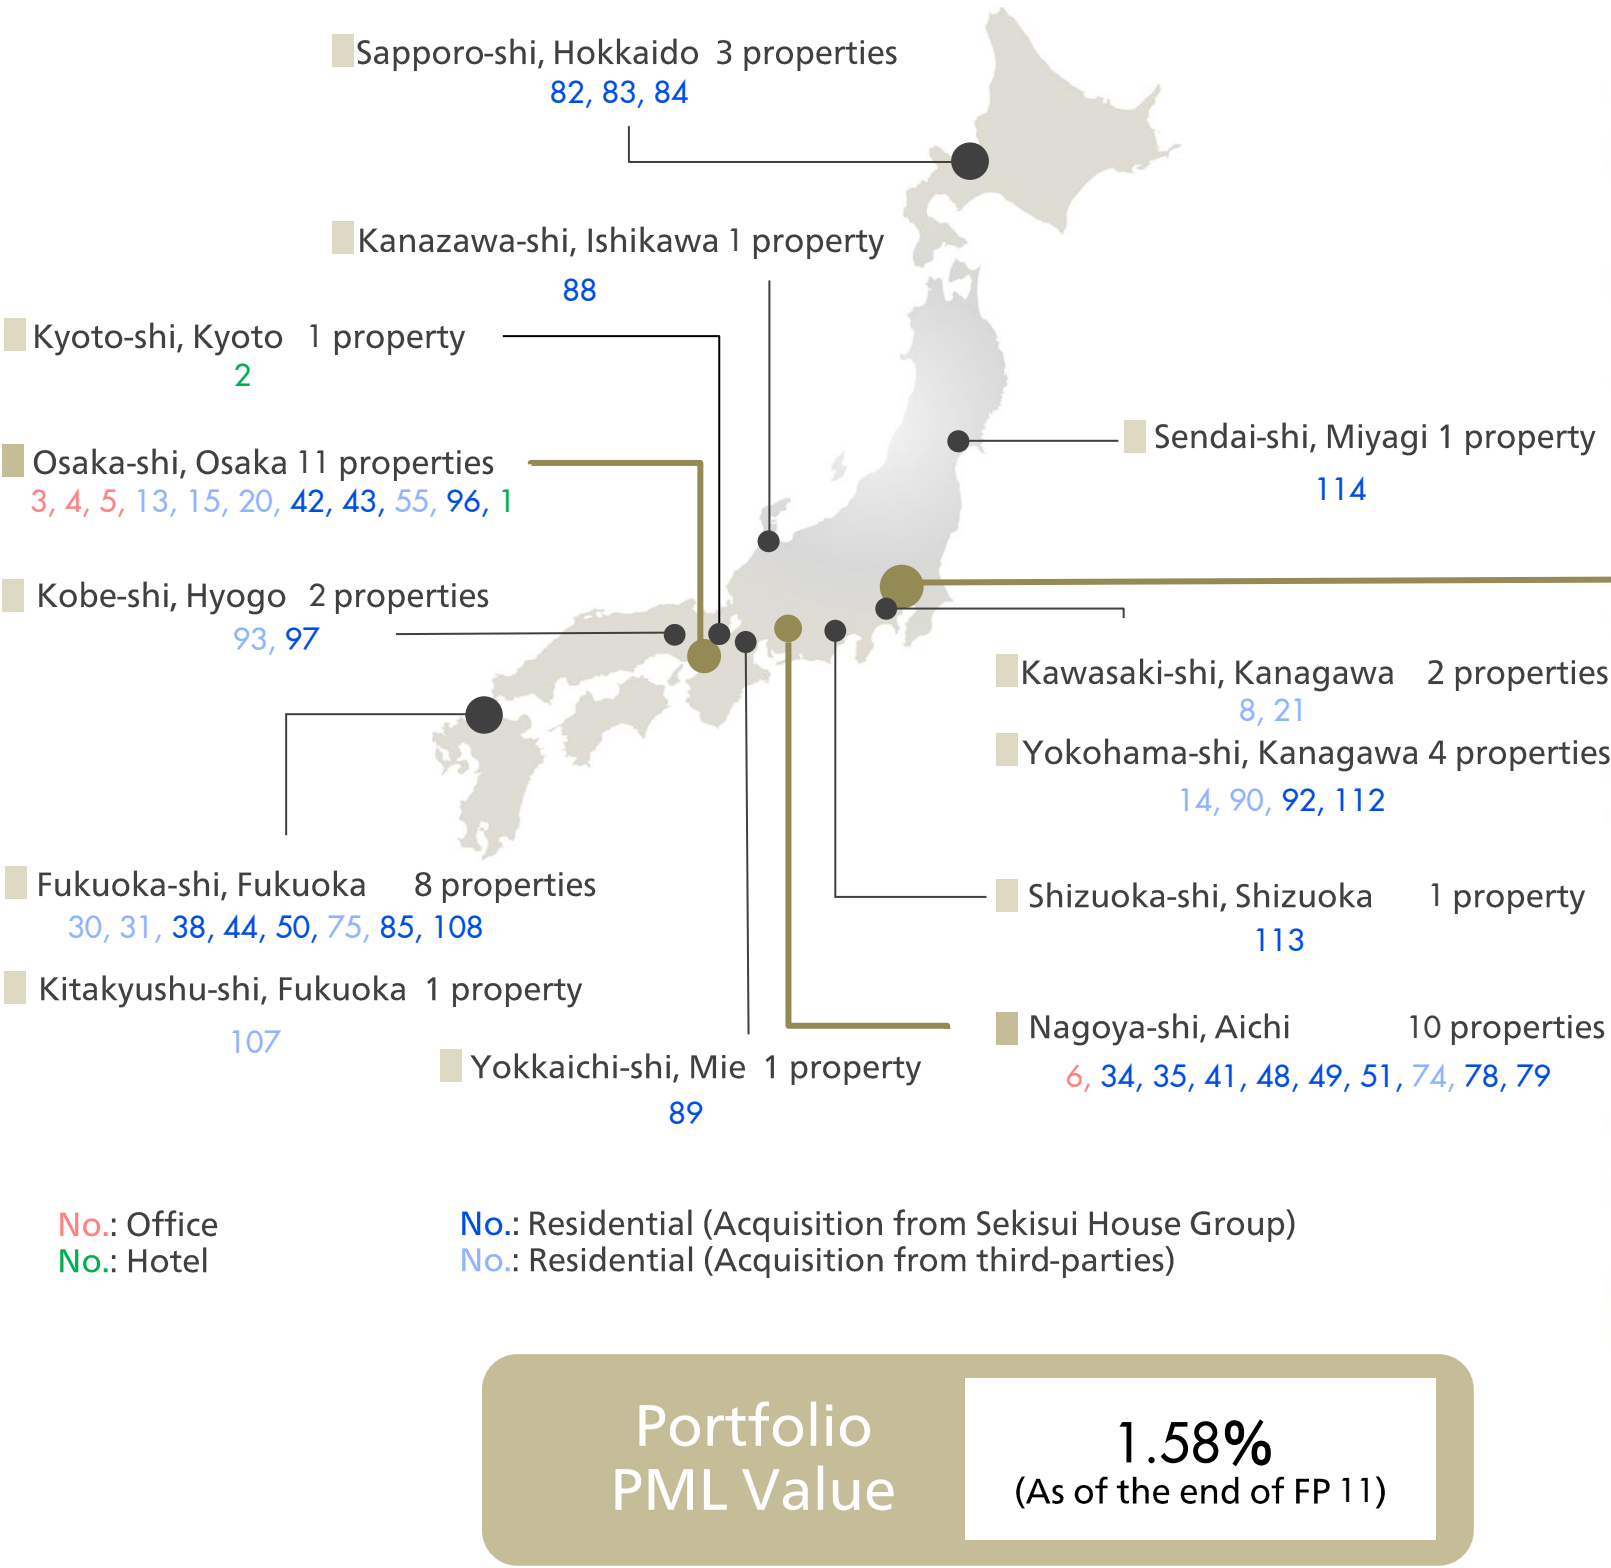 Sapporo-shi, Hokkaido 3 properties
82, 83, 84
Kanazawa-shi, Ishikawa 1 property
88
Kyoto-shi, Kyoto 1 property
2
Osaka-shi, Osaka 11 properties
3, 4, 5, 13, 15, 20, 42, 43, 55, 96, 1
Sendai-shi, Miyagi 1 property
114
Kobe-shi, Hyogo 2 properties
93, 97
Kawasaki-shi, Kanagawa 2 properties
8, 21
Yokohama-shi, Kanagawa 4 properties
14, 90, 92, 112
Fukuoka-shi, Fukuoka 8 properties
30, 31, 38, 44, 50, 75, 85, 108
Shizuoka-shi, Shizuoka 1 property
113
Kitakyushu-shi, Fukuoka 1 property
107
Nagoya-shi, Aichi 10 properties
6, 34, 35, 41, 48, 49, 51, 74, 78, 79
Yokkaichi-shi, Mie 1 property
89
No.: Office
No.: Hotel
No.: Residential (Acquisition from Sekisui House Group)
No.: Residential (Acquisition from third-parties)
Portfolio
PML Value
1.58%
(As of the end of FP 11)